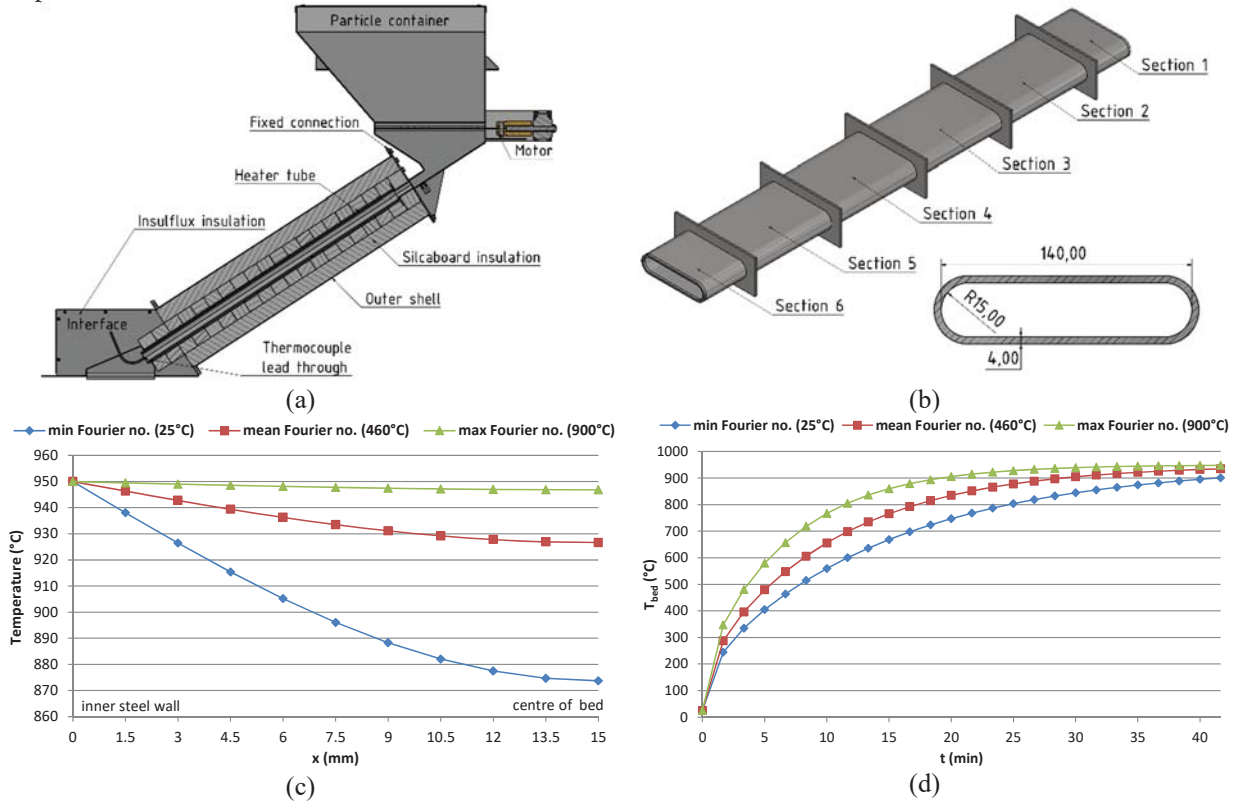 Particle container
Fixed connection
Motor
Heater tube
Insulflux insulation
Silcaboard insulation
Outer shell
Interface
Thermocouple
lead through
(a)
Section 1
Section 2
Section 3
Section 4
Section 5
Section 6
140,00
R15,00
4,00
(b)
min Fourier no. (25°C) mean Fourier no. (460°C) max Fourier no. (900°C)
Temperature (°C)
960
950
940
930
920
910
900
890
880
870
860
inner steel wall centre of bed
0 1.5 3 4.5 6 7.5 9 10.5 12 13.5 15
x (mm)
(c)
min Fourier no. (25°C) mean Fourier no. (460°C) max Fourier no. (900°C)
T bed (°C)
1000
900
800
700
600
500
400
300
200
100
0
0 5 10 15 20 25 30 35 40
t (min)
(d)